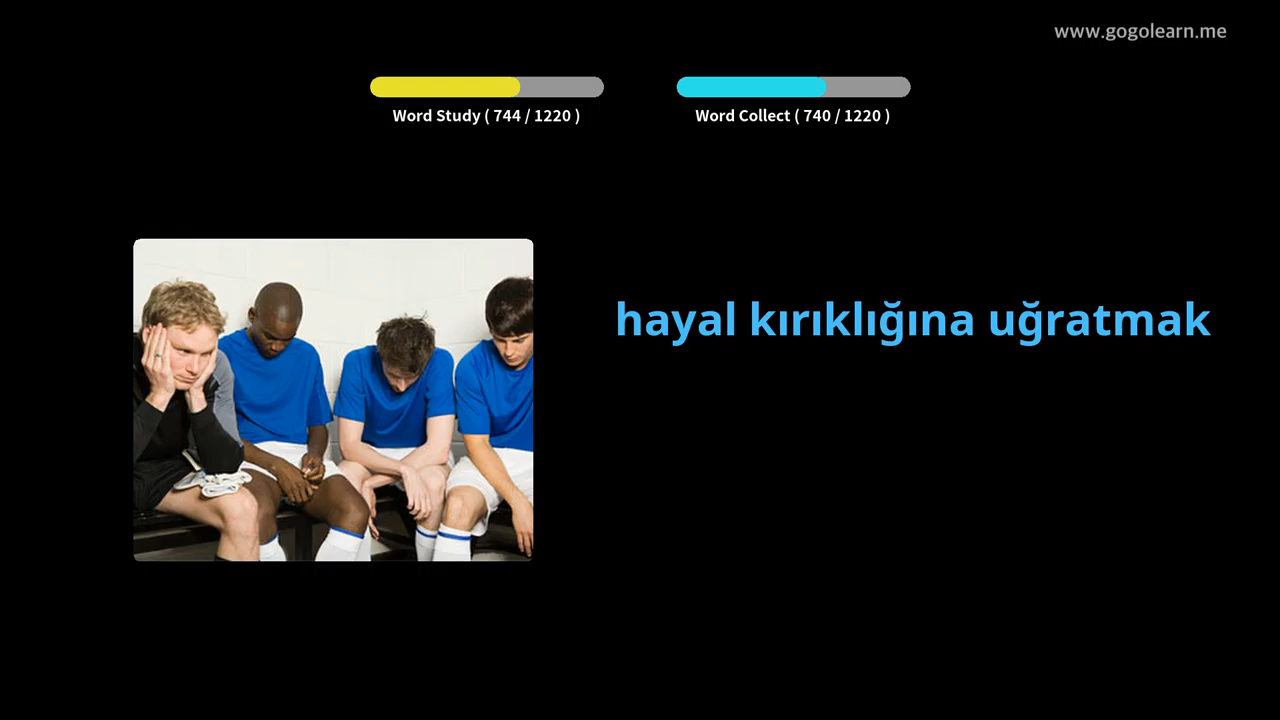 www.gogolearn.me
Word Study ( 744 / 1220 )
Word Collect ( 740 / 1220 )
hayal kırıklığına uğratmak